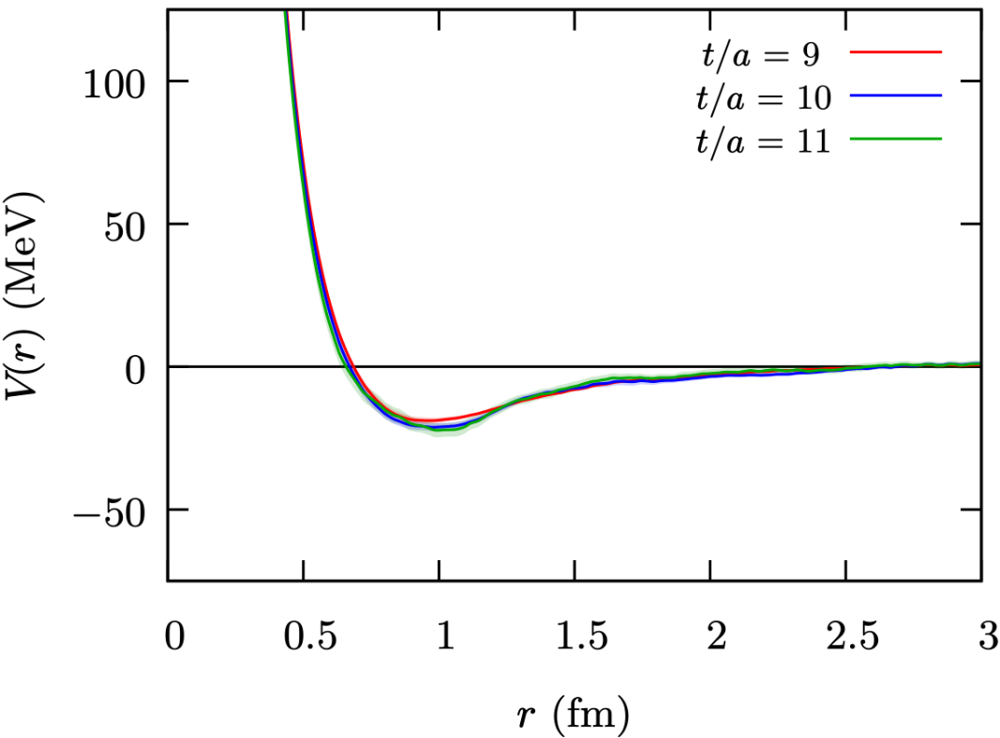 t/a = 9
t/a = 10
t/a = 11
100
50
0
−50
V(r) (MeV)
0 0.5 1 1.5 2 2.5 3
r (fm)